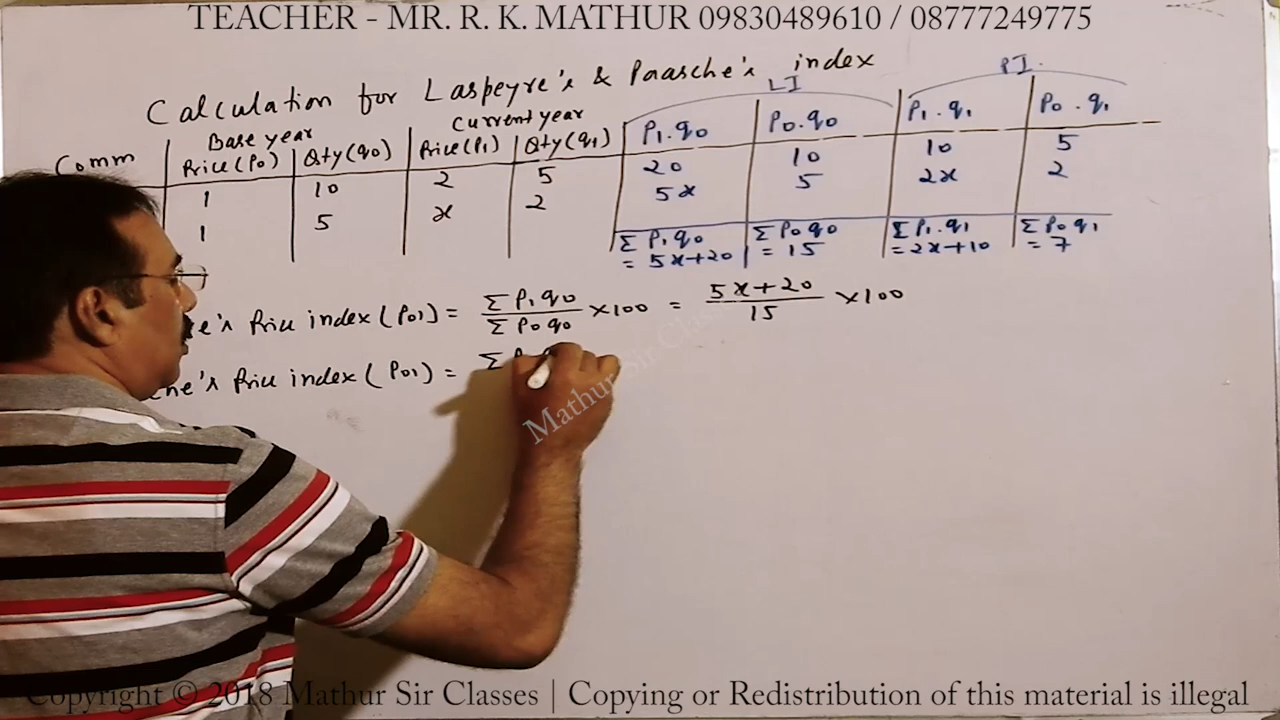 TEACHER - MR. R. K. MATHUR 09830489610 / 08777249775
Calculation for Laspeyre's & Paasche's index
LI PI.
Base year Current year
Comm Price(P0) Qty(q0) Price(P1) Qty(q1) P1.q0 P0.q0 P1.q1 P0.q1
1 10 2 5 20 10 10 5
1 5 x 2 5x 5 2x 2
Σ P1q0 Σ P0q0 Σ P1.q1 Σ P0q1
= 5x+20 = 15 = 2x+10 = 7
e's Price index (P01) = Σ P1q0 / Σ P0q0 ×100 = 5x+20 / 15 ×100
che's Price index (P01) = Σ
Mathur Sir Classes
Copyright © 2018 Mathur Sir Classes | Copying or Redistribution of this material is illegal